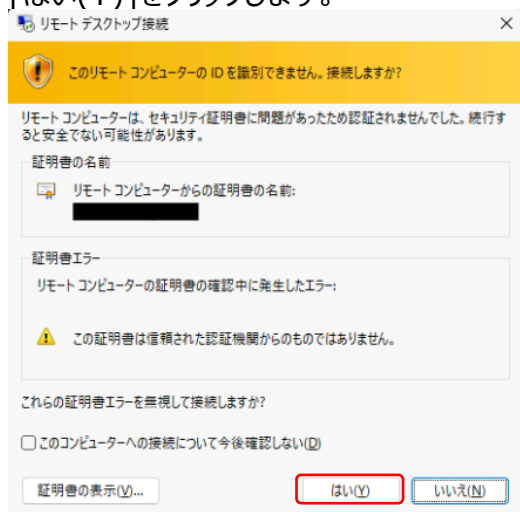 「はい(Y)」をクリックします。
リモート デスクトップ接続
このリモート コンピューターの ID を識別できません。接続しますか?
リモート コンピューターは、セキュリティ証明書に問題があったため認証されませんでした。続行す
ると安全でない可能性があります。
証明書の名前
リモート コンピューターからの証明書の名前:
証明書エラー
リモート コンピューターの証明書の確認中に発生したエラー:
この証明書は信頼された認証機関からのものではありません。
これらの証明書エラーを無視して接続しますか?
このコンピューターへの接続について今後確認しない(D)
証明書の表示(V)... はい(Y) いいえ(N)